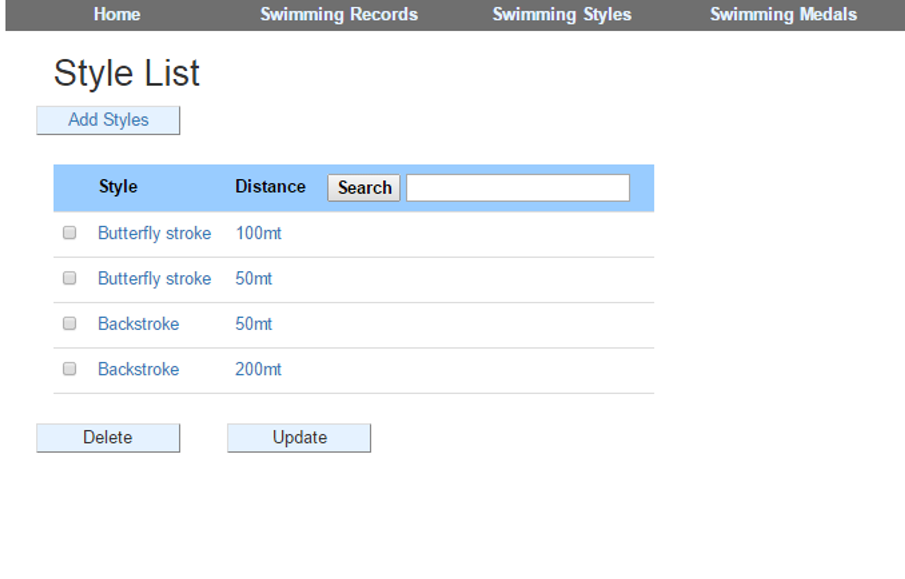 Home Swimming Records Swimming Styles Swimming Medals
Style List
Add Styles
Style Distance Search
Butterfly stroke 100mt
Butterfly stroke 50mt
Backstroke 50mt
Backstroke 200mt
Delete Update